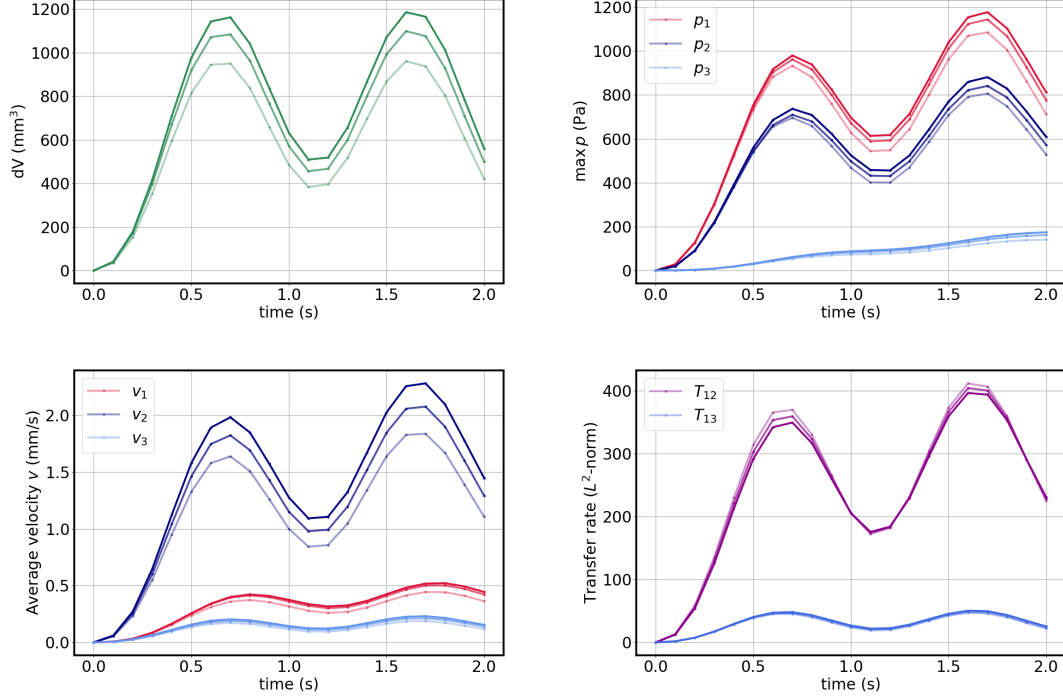 1200
1000
800
600
400
200
0
dV (mm³)
0.0 0.5 1.0 1.5 2.0
time (s)
1200
1000
800
600
400
200
0
max p (Pa)
p₁
p₂
p₃
0.0 0.5 1.0 1.5 2.0
time (s)
2.0
1.5
1.0
0.5
0.0
Average velocity v (mm/s)
v₁
v₂
v₃
0.0 0.5 1.0 1.5 2.0
time (s)
400
300
200
100
0
Transfer rate (L²-norm)
T₁₂
T₁₃
0.0 0.5 1.0 1.5 2.0
time (s)